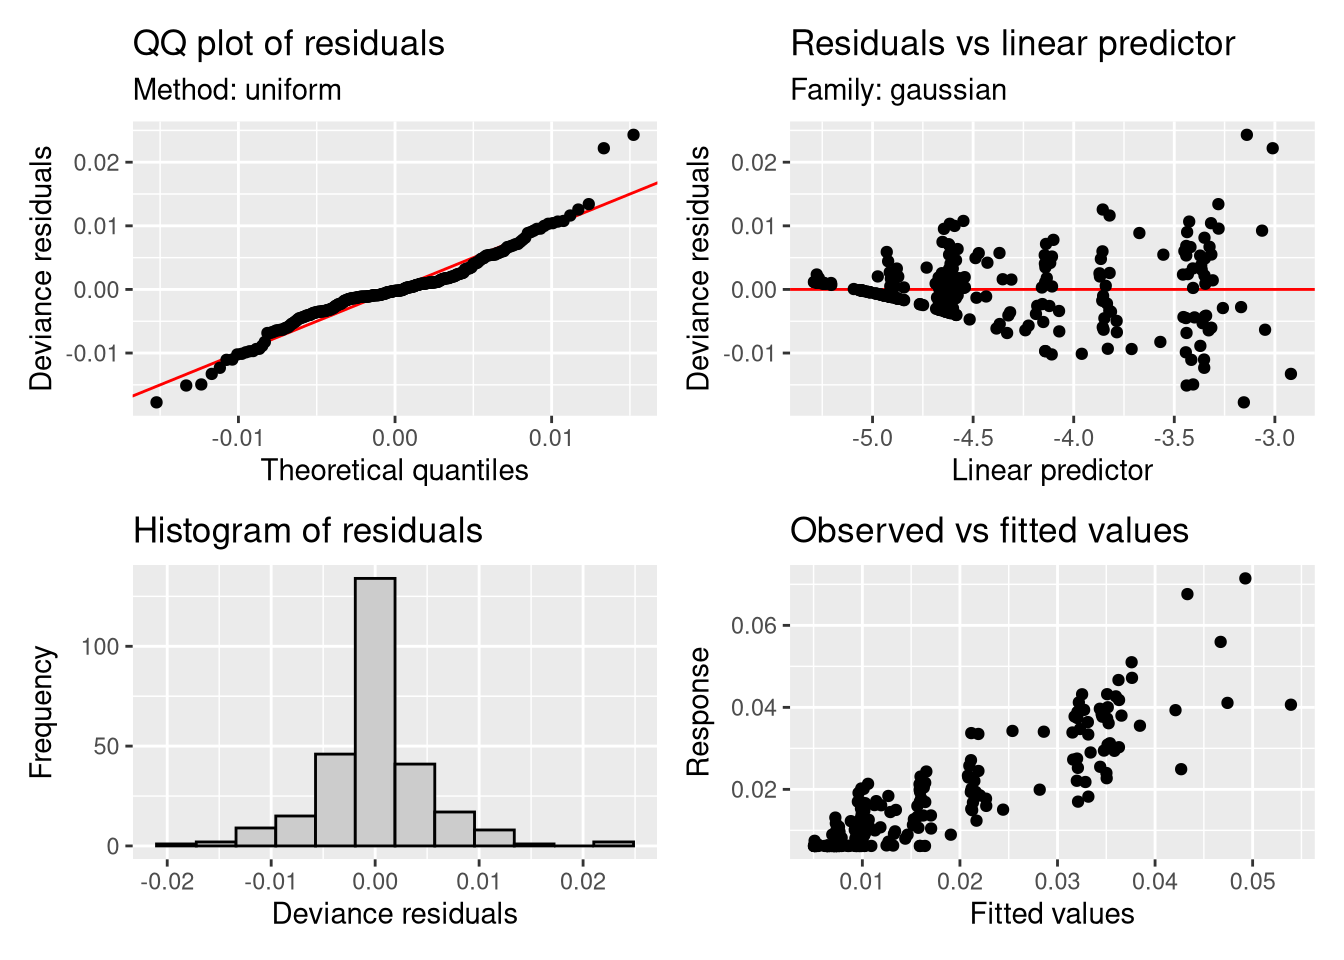 QQ plot of residuals
Method: uniform
Deviance residuals
0.02
0.01
0.00
-0.01
-0.01
0.00
0.01
Theoretical quantiles
Residuals vs linear predictor
Family: gaussian
Deviance residuals
0.02
0.01
0.00
-0.01
-5.0
-4.5
-4.0
-3.5
-3.0
Linear predictor
Histogram of residuals
Frequency
100
50
0
-0.02
-0.01
0.00
0.01
0.02
Deviance residuals
Observed vs fitted values
Response
0.06
0.04
0.02
0.01
0.02
0.03
0.04
0.05
Fitted values